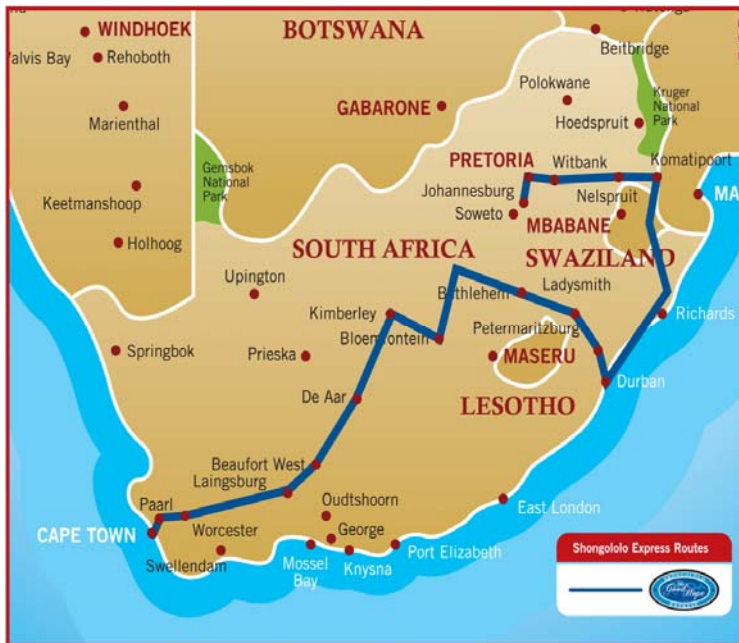 WINDHOEK
BOTSWANA
Beitbridge
Rehoboth
Polokwane
Kruger
National
Park
GABARONE
Marienthal
Hoedspruit
PRETORIA
Witbank
Komatipoort
Gemsbok
National
Park
Johannesburg
Nelspruit
Keetmanshoop
Soweto
MBABANE
MA
Holhoog
SOUTH AFRICA
SWAZILAND
Upington
Bethlehem
Ladysmith
Kimberley
Richards
Petermaritzburg
Bloemfontein
Springbok
Prieska
MASERU
Durban
De Aar
LESOTHO
Beaufort West
Laingsburg
Paarl
Oudtshoorn
East London
CAPE TOWN
Worcester
George
Swellendam
Mossel
Bay
Knysna
Port Elizabeth
Shongololo Express Routes
Good
Hope